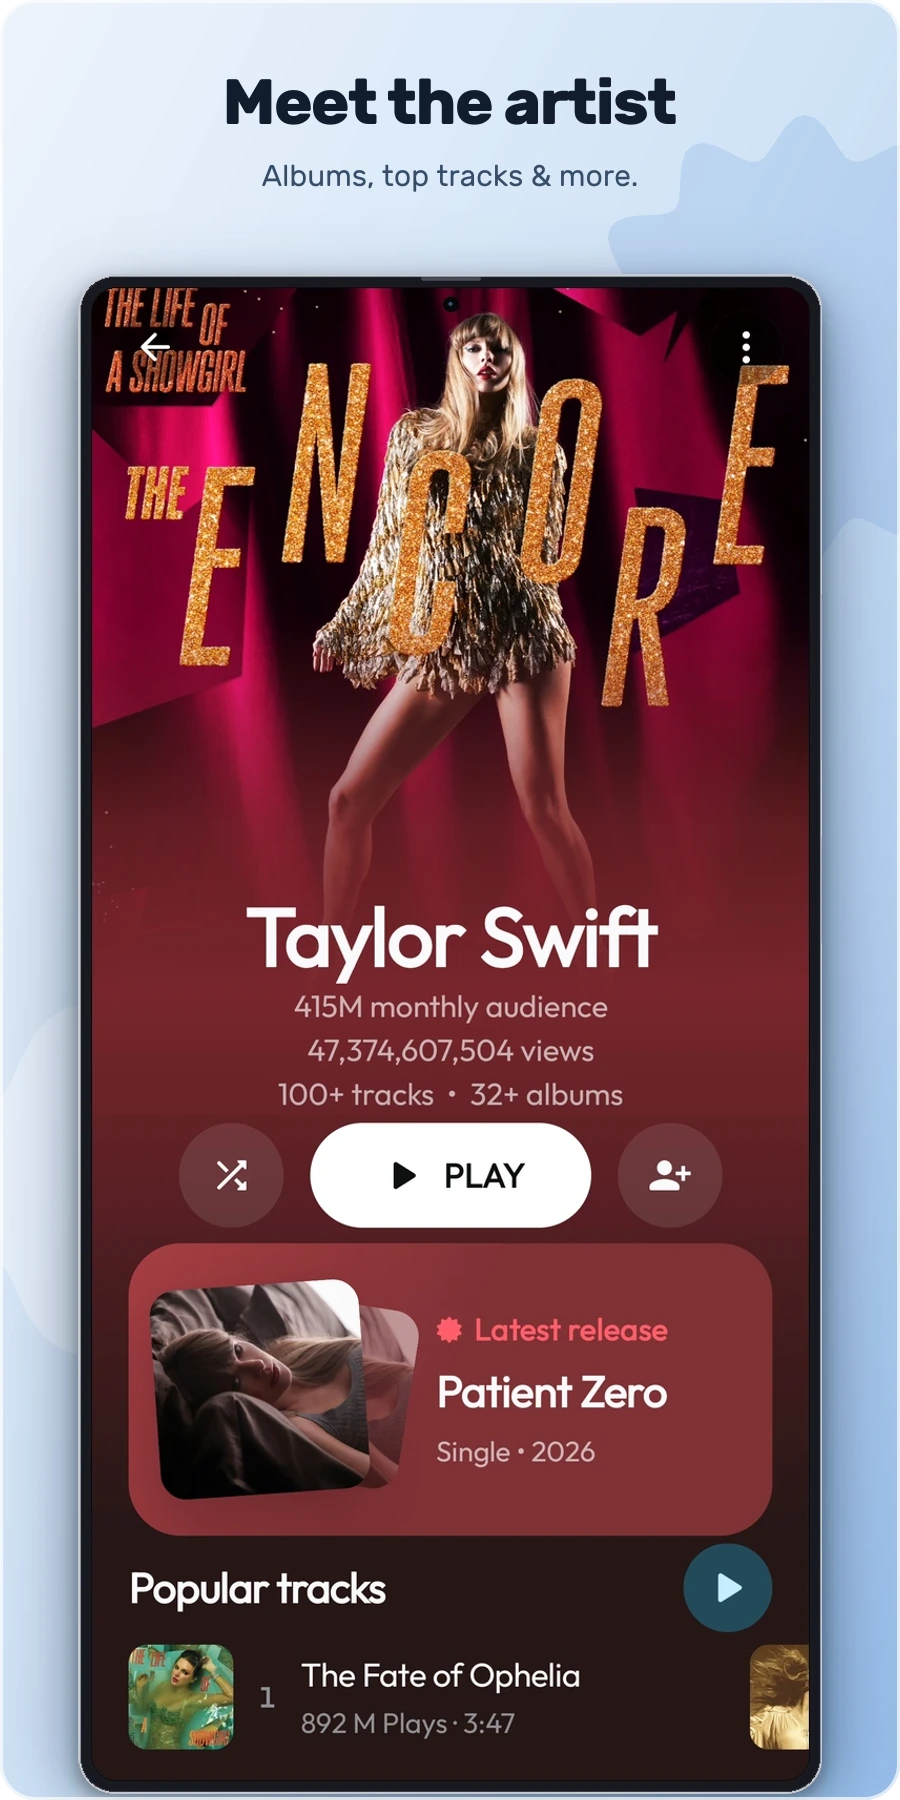 Meet the artist
Albums, top tracks & more.
THE LIFE OF
A SHOWGIRL
THE ENCORE
Taylor Swift
415M monthly audience
47,374,607,504 views
100+ tracks • 32+ albums
PLAY
Latest release
Patient Zero
Single • 2026
Popular tracks
1
The Fate of Ophelia
892 M Plays · 3:47